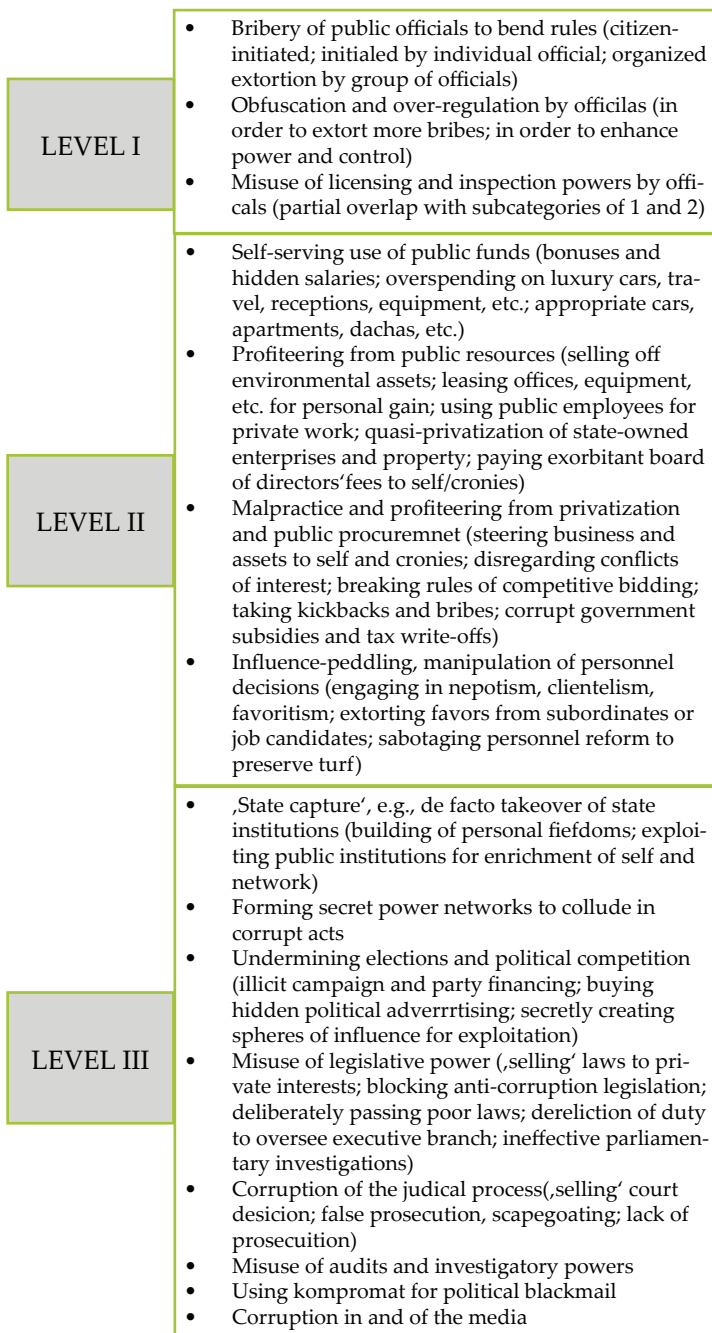 • Bribery of public officials to bend rules (citizen-
initiated; initialed by individual official; organized
extortion by group of officials)
• Obfuscation and over-regulation by officilas (in
order to extort more bribes; in order to enhance
power and control)
• Misuse of licensing and inspection powers by offi-
cals (partial overlap with subcategories of 1 and 2)
LEVEL I
• Self-serving use of public funds (bonuses and
hidden salaries; overspending on luxury cars, tra-
vel, receptions, equipment, etc.; appropriate cars,
apartments, dachas, etc.)
• Profiteering from public resources (selling off
environmental assets; leasing offices, equipment,
etc. for personal gain; using public employees for
private work; quasi-privatization of state-owned
enterprises and property; paying exorbitant board
of directors‘fees to self/cronies)
• Malpractice and profiteering from privatization
and public procuremnet (steering business and
assets to self and cronies; disregarding conflicts
of interest; breaking rules of competitive bidding;
taking kickbacks and bribes; corrupt government
subsidies and tax write-offs)
• Influence-peddling, manipulation of personnel
decisions (engaging in nepotism, clientelism,
favoritism; extorting favors from subordinates or
job candidates; sabotaging personnel reform to
preserve turf)
LEVEL II
• ‚State capture‘, e.g., de facto takeover of state
institutions (building of personal fiefdoms; exploi-
ting public institutions for enrichment of self and
network)
• Forming secret power networks to collude in
corrupt acts
• Undermining elections and political competition
(illicit campaign and party financing; buying
hidden political adverrrtising; secretly creating
spheres of influence for exploitation)
• Misuse of legislative power (‚selling‘ laws to pri-
vate interests; blocking anti-corruption legislation;
deliberately passing poor laws; dereliction of duty
to oversee executive branch; ineffective parliamen-
tary investigations)
• Corruption of the judical process(‚selling‘ court
desicion; false prosecution, scapegoating; lack of
prosecuition)
• Misuse of audits and investigatory powers
• Using kompromat for political blackmail
• Corruption in and of the media
LEVEL III